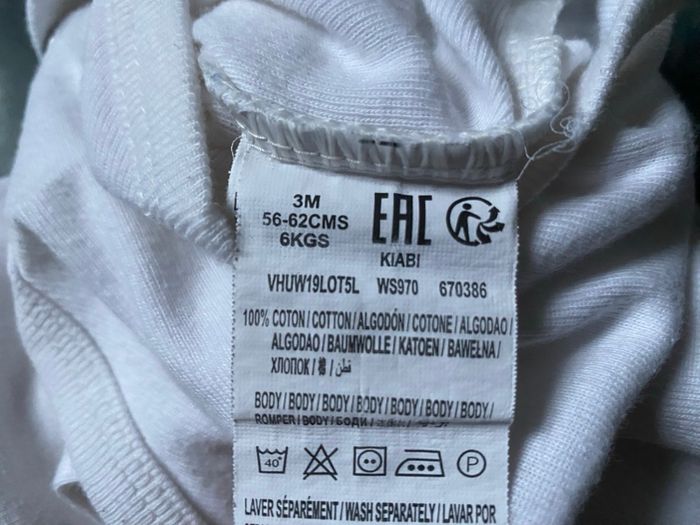 3M
56-62CMS
6KGS
EAC
KIABI
VHUW19LOT5L WS970 670386
100% COTON / COTTON / ALGODÓN / COTONE / ALGODAO /
ALGODAO / BAUMWOLLE / KATOEN / BAWEŁNA /
ХЛОПОК / 棉 / قطن /
BODY / BODY / BODY / BODY / BODY / BODY / BODY /
ROMPER / BODY / БОДИ /
40°
P
LAVER SÉPARÉMENT / WASH SEPARATELY / LAVAR POR